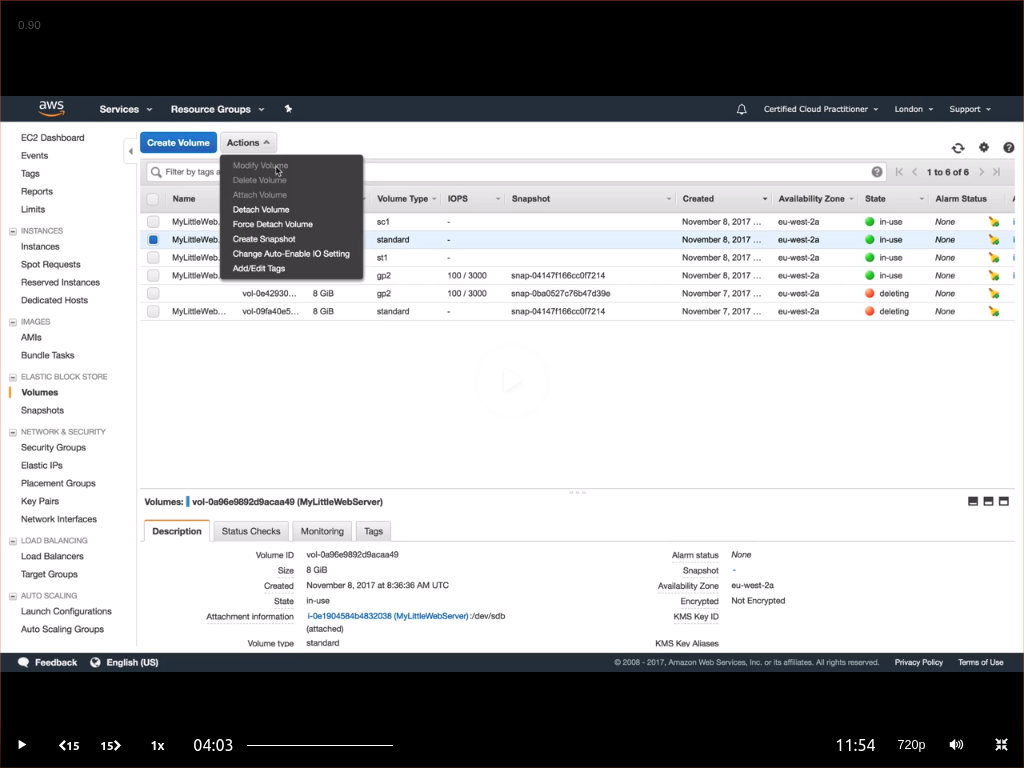 0.90
aws Services Resource Groups Certified Cloud Practitioner London Support
EC2 Dashboard
Events
Tags
Reports
Limits
INSTANCES
Instances
Spot Requests
Reserved Instances
Dedicated Hosts
IMAGES
AMIs
Bundle Tasks
ELASTIC BLOCK STORE
Volumes
Snapshots
NETWORK & SECURITY
Security Groups
Elastic IPs
Placement Groups
Key Pairs
Network Interfaces
LOAD BALANCING
Load Balancers
Target Groups
AUTO SCALING
Launch Configurations
Auto Scaling Groups
Create Volume Actions
Modify Volume
Delete Volume
Attach Volume
Detach Volume
Force Detach Volume
Create Snapshot
Change Auto-Enable IO Setting
Add/Edit Tags
Filter by tags a
1 to 6 of 6
Name Volume Type IOPS Snapshot Created Availability Zone State Alarm Status
MyLittleWeb. sc1 - November 8, 2017 ... eu-west-2a in-use None
MyLittleWeb. standard - November 8, 2017 ... eu-west-2a in-use None
MyLittleWeb. st1 - November 8, 2017 ... eu-west-2a in-use None
MyLittleWeb. gp2 100 / 3000 snap-04147f166cc0f7214 November 8, 2017 ... eu-west-2a in-use None
vol-0e42930... 8 GiB gp2 100 / 3000 snap-0ba0527c76b47d39e November 7, 2017 ... eu-west-2a deleting None
MyLittleWeb... vol-09fa40e5... 8 GiB standard - snap-04147f166cc0f7214 November 7, 2017 ... eu-west-2a deleting None
Volumes: vol-0a96e9892d9acaa49 (MyLittleWebServer)
Description Status Checks Monitoring Tags
Volume ID vol-0a96e9892d9acaa49
Size 8 GiB
Created November 8, 2017 at 8:36:36 AM UTC
State in-use
Attachment information i-0e1904584b4832038 (MyLittleWebServer):/dev/sdb
(attached)
Volume type standard
Alarm status None
Snapshot -
Availability Zone eu-west-2a
Encrypted Not Encrypted
KMS Key ID
KMS Key Aliases
Feedback English (US) © 2008 - 2017, Amazon Web Services, Inc. or its affiliates. All rights reserved. Privacy Policy Terms of Use
15 15 1x 04:03 11:54 720p